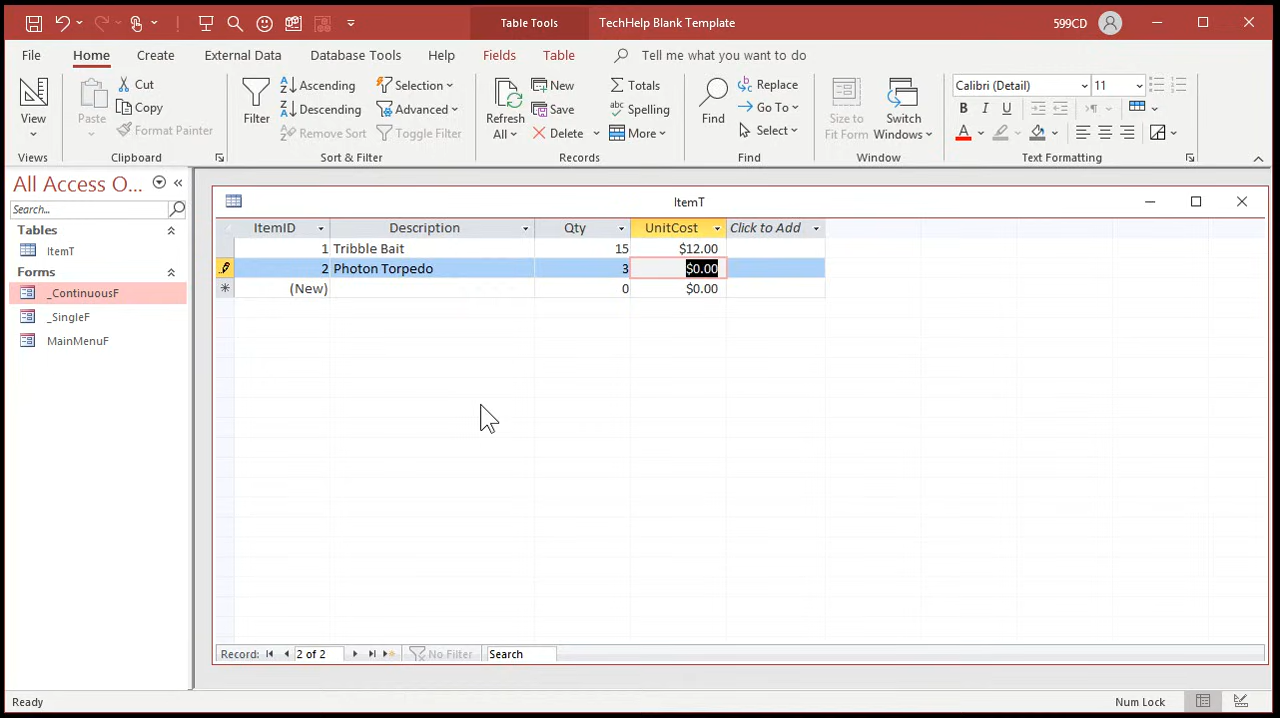 Table Tools
TechHelp Blank Template
599CD
File Home Create External Data Database Tools Help Fields Table Tell me what you want to do
View
Views
Paste
Cut
Copy
Format Painter
Clipboard
Filter
Ascending
Descending
Remove Sort
Selection
Advanced
Toggle Filter
Sort & Filter
Refresh
All
New
Save
Delete
Totals
Spelling
More
Records
Find
Replace
Go To
Select
Find
Size to
Fit Form
Switch
Windows
Window
Calibri (Detail) 11
B I U
A
Text Formatting
All Access O...
Search...
Tables
ItemT
Forms
_ContinuousF
_SingleF
MainMenuF
ItemT
ItemID Description Qty UnitCost Click to Add
1 Tribble Bait 15 $12.00
2 Photon Torpedo 3 $0.00
(New) 0 $0.00
Record: 2 of 2 No Filter Search
Ready
Num Lock